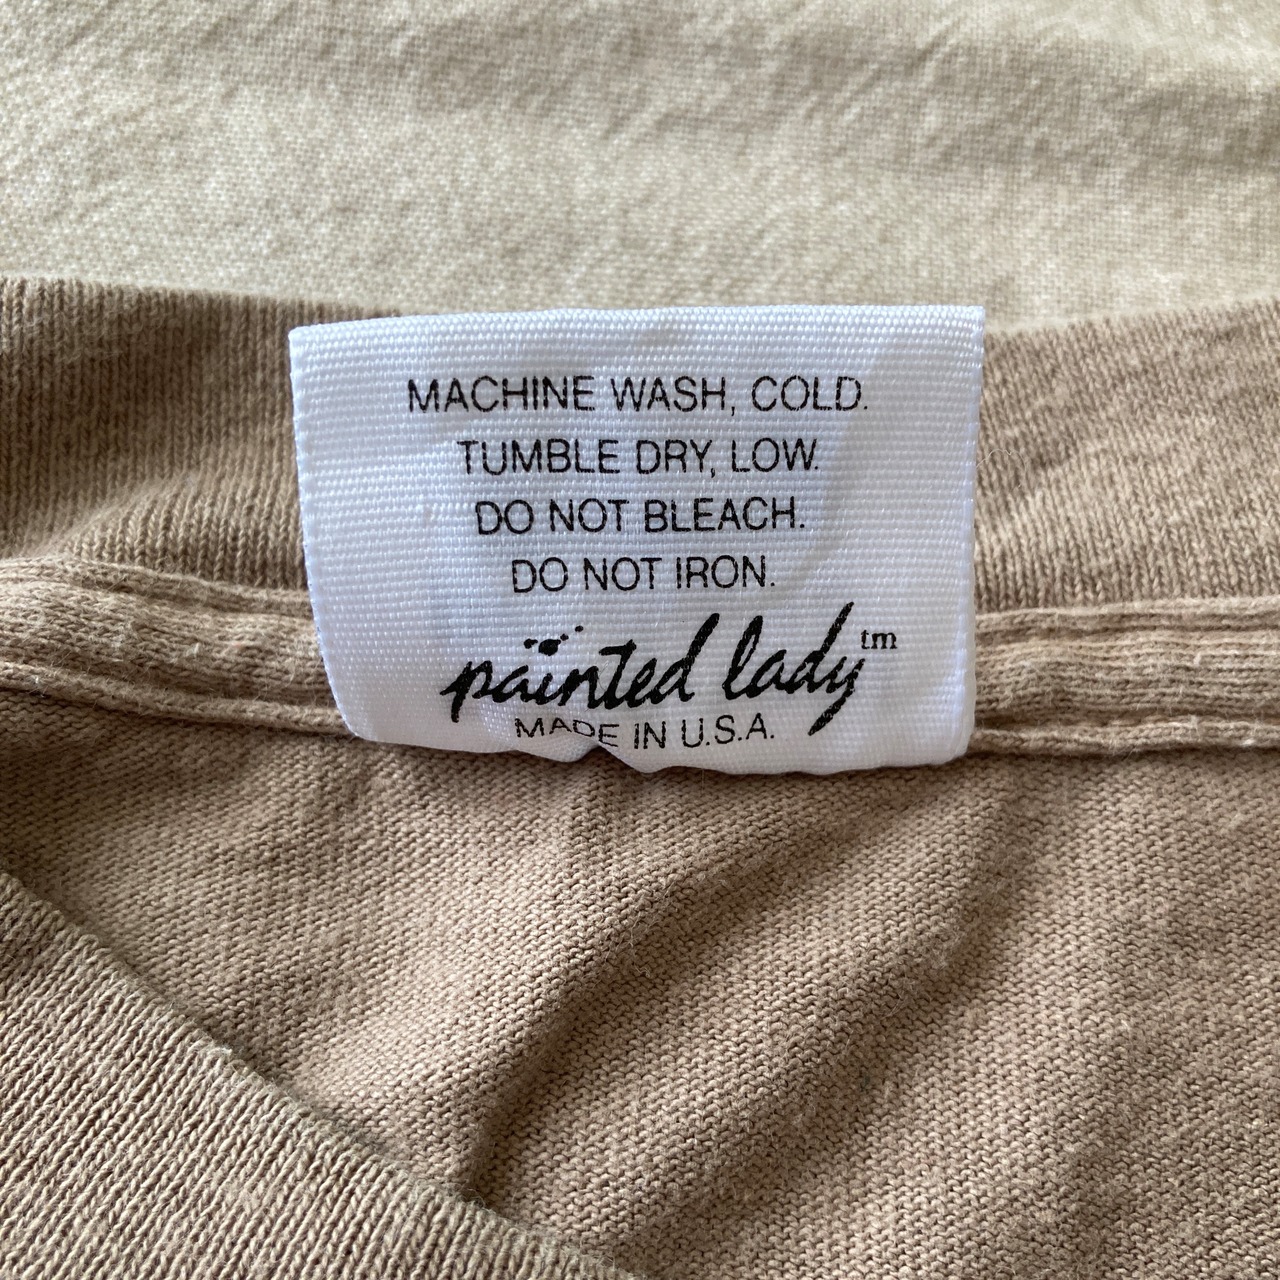 MACHINE WASH, COLD.
TUMBLE DRY, LOW.
DO NOT BLEACH.
DO NOT IRON.
painted lady tm
MADE IN U.S.A.